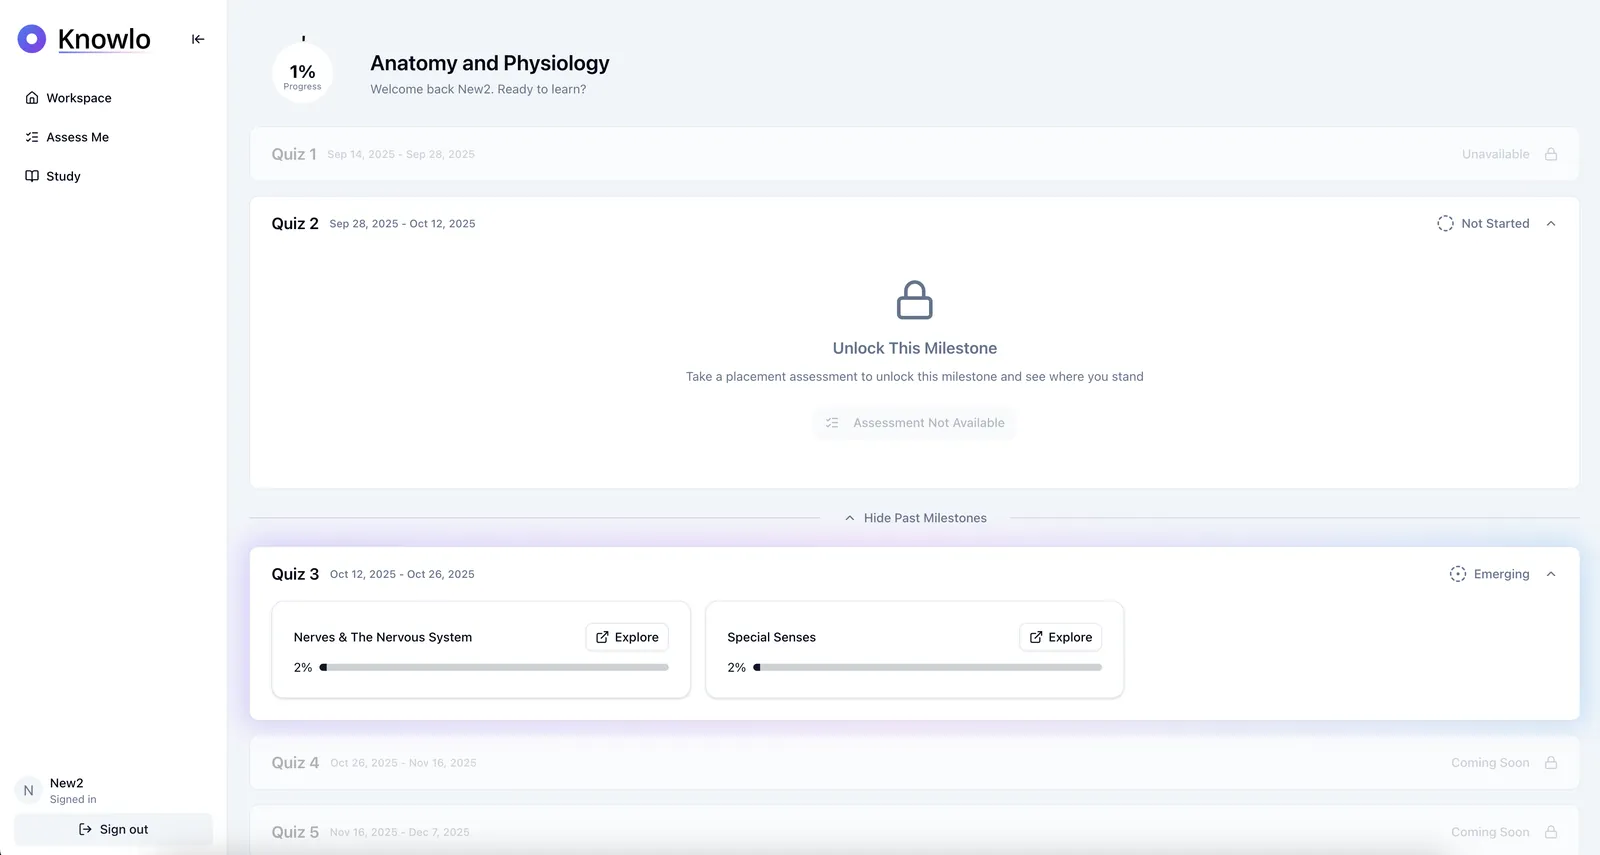 Knowlo
Workspace
Assess Me
Study
1%
Progress
Anatomy and Physiology
Welcome back New2. Ready to learn?
Quiz 1 Sep 14, 2025 - Sep 28, 2025 Unavailable
Quiz 2 Sep 28, 2025 - Oct 12, 2025 Not Started
Unlock This Milestone
Take a placement assessment to unlock this milestone and see where you stand
Assessment Not Available
Hide Past Milestones
Quiz 3 Oct 12, 2025 - Oct 26, 2025 Emerging
Nerves & The Nervous System Explore
2%
Special Senses Explore
2%
Quiz 4 Oct 26, 2025 - Nov 16, 2025 Coming Soon
Quiz 5 Nov 16, 2025 - Dec 7, 2025 Coming Soon
N
New2
Signed in
Sign out